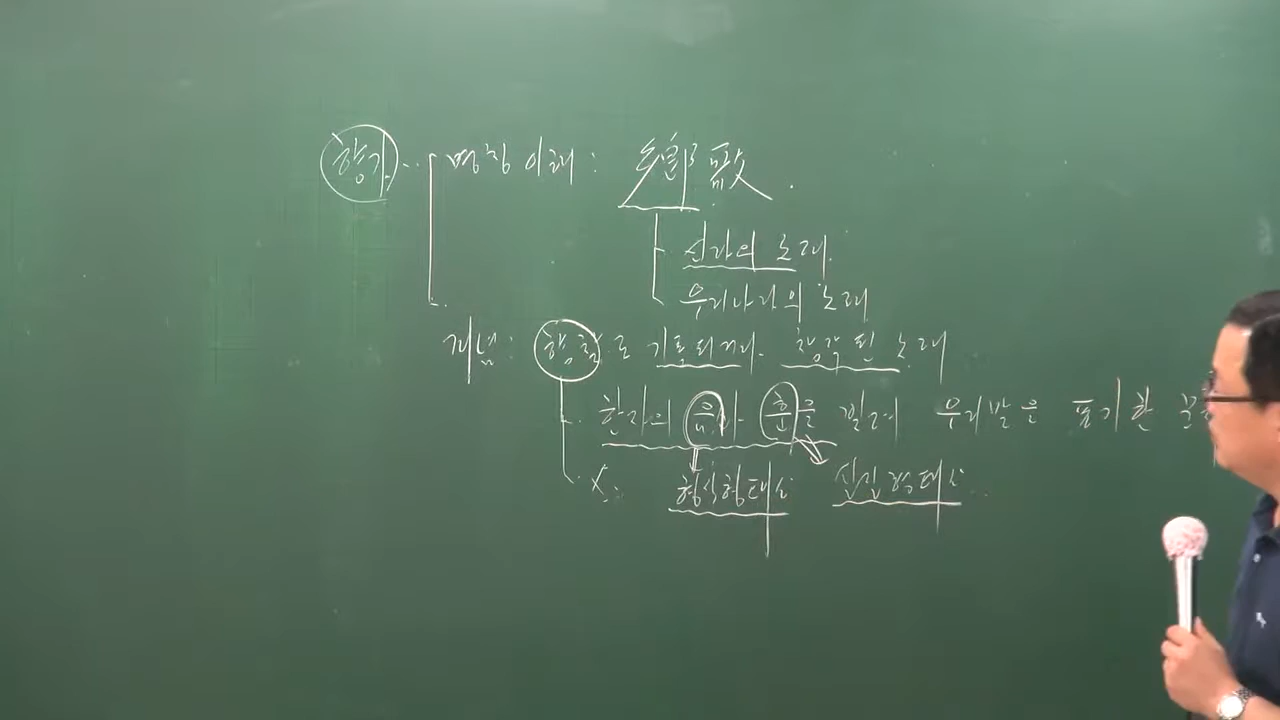 향가 명칭 이해 : 鄕歌.
신라의 노래.
우리나라의 노래
개념 : 향찰로 기록되거나 창작된 노래
한자의 음과 훈을 빌려 우리말을 표기한
형식형태소 실질형태소